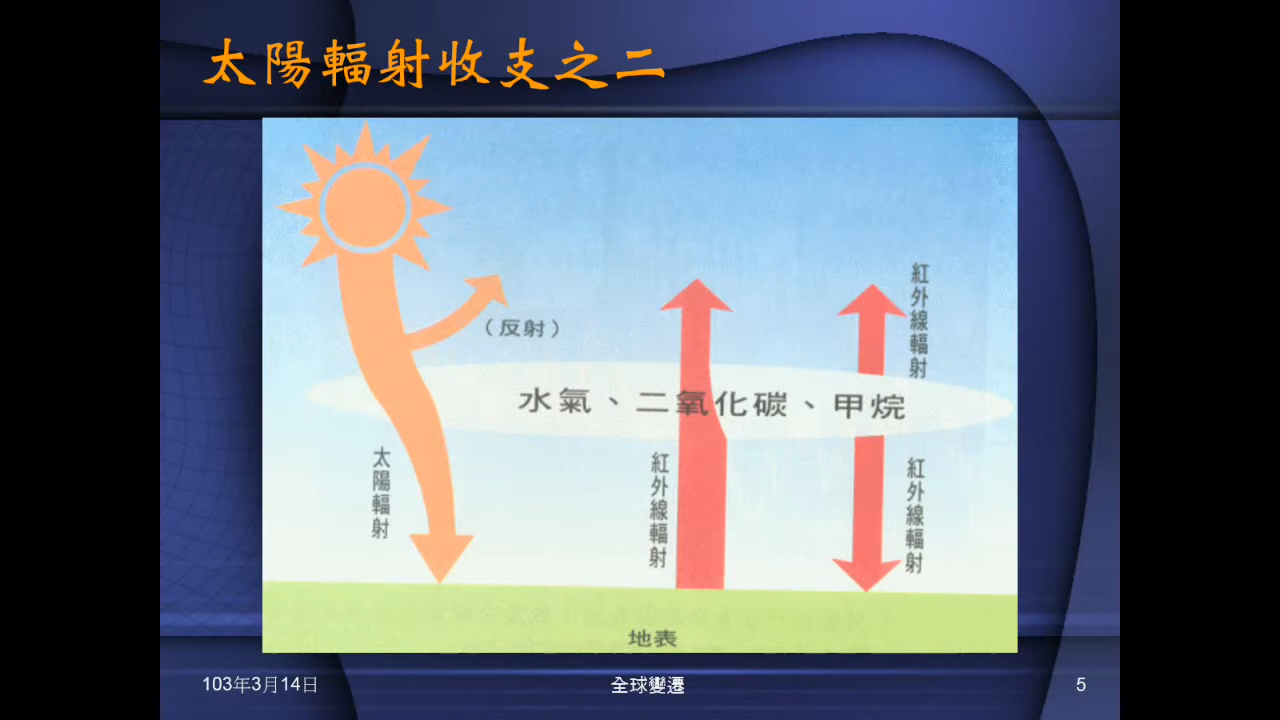 太陽輻射收支之二
（反射）
紅外線輻射
水氣、二氧化碳、甲烷
太陽輻射
紅外線輻射
紅外線輻射
地表
103年3月14日
全球變遷
5